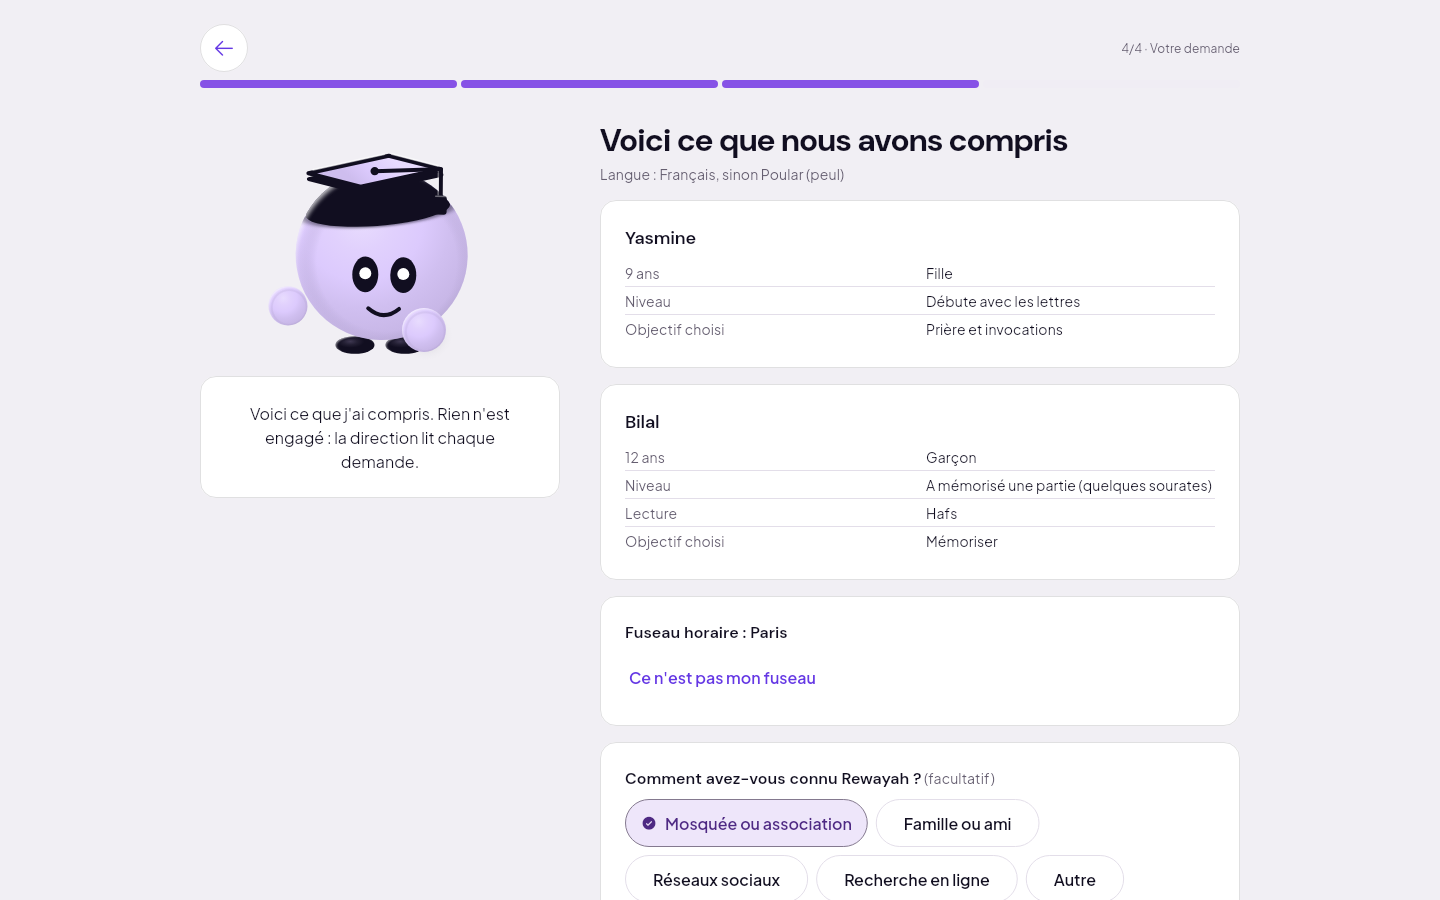 4/4 · Votre demande
Voici ce que nous avons compris
Langue : Français, sinon Poular (peul)
Voici ce que j'ai compris. Rien n'est
engagé : la direction lit chaque
demande.
Yasmine
9 ans Fille
Niveau Débute avec les lettres
Objectif choisi Prière et invocations
Bilal
12 ans Garçon
Niveau A mémorisé une partie (quelques sourates)
Lecture Hafs
Objectif choisi Mémoriser
Fuseau horaire : Paris
Ce n'est pas mon fuseau
Comment avez-vous connu Rewayah ? (facultatif)
Mosquée ou association Famille ou ami
Réseaux sociaux Recherche en ligne Autre